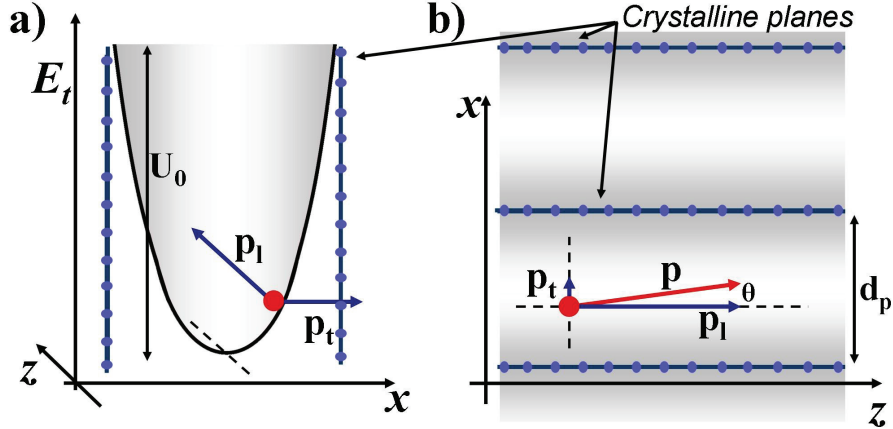 a)
Crystalline planes
b)
E_t
x
U_0
p_l
p_t
z
x
p_t
p
θ
p_l
d_p
z